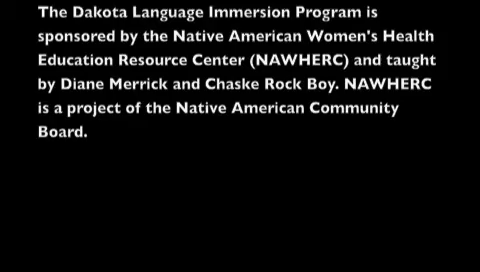 The Dakota Language Immersion Program is
sponsored by the Native American Women's Health
Education Resource Center (NAWHERC) and taught
by Diane Merrick and Chaske Rock Boy. NAWHERC
is a project of the Native American Community
Board.